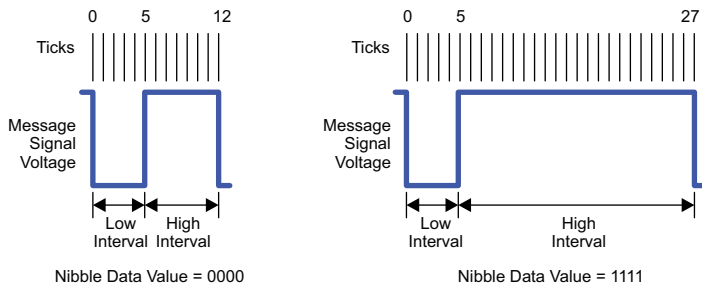 0 5 12
Ticks
Message
Signal
Voltage
Low
Interval
High
Interval
Nibble Data Value = 0000
0 5 27
Ticks
Message
Signal
Voltage
Low
Interval
High
Interval
Nibble Data Value = 1111